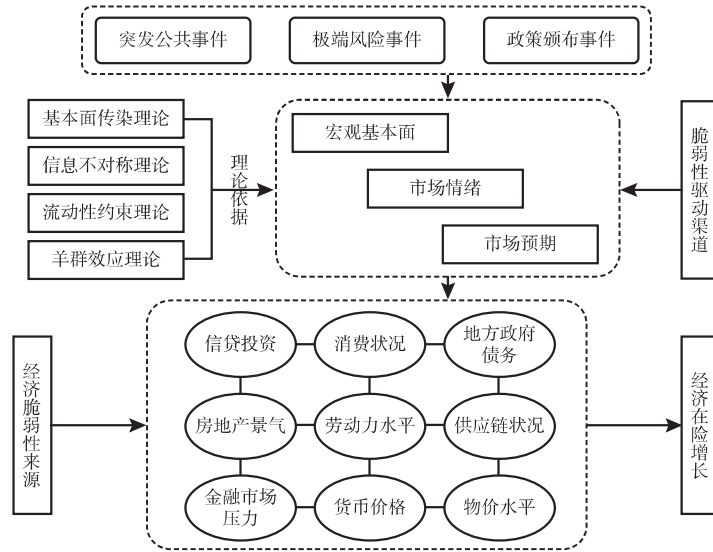 突发公共事件
极端风险事件
政策颁布事件
基本面传染理论
信息不对称理论
流动性约束理论
羊群效应理论
理论依据
宏观基本面
市场情绪
市场预期
脆弱性驱动渠道
经济脆弱性来源
信贷投资
消费状况
地方政府
债务
房地产景气
劳动力水平
供应链状况
金融市场
压力
货币价格
物价水平
经济在险增长